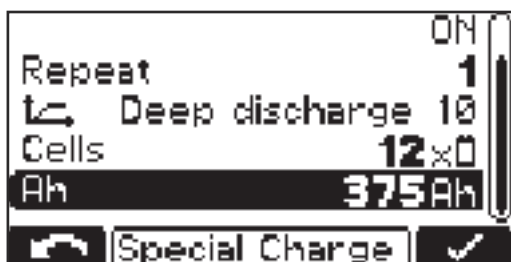 ON
Repeat 1
Deep discharge 10
Cells 12x
Ah 375Ah
Special Charge